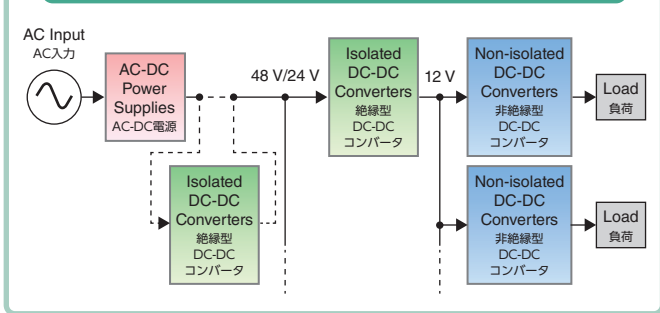 AC Input
AC入力
AC-DC
Power
Supplies
AC-DC電源
48 V/24 V
Isolated
DC-DC
Converters
絶縁型
DC-DC
コンバータ
12 V
Non-isolated
DC-DC
Converters
非絶縁型
DC-DC
コンバータ
Load
負荷
Isolated
DC-DC
Converters
絶縁型
DC-DC
コンバータ
Non-isolated
DC-DC
Converters
非絶縁型
DC-DC
コンバータ
Load
負荷